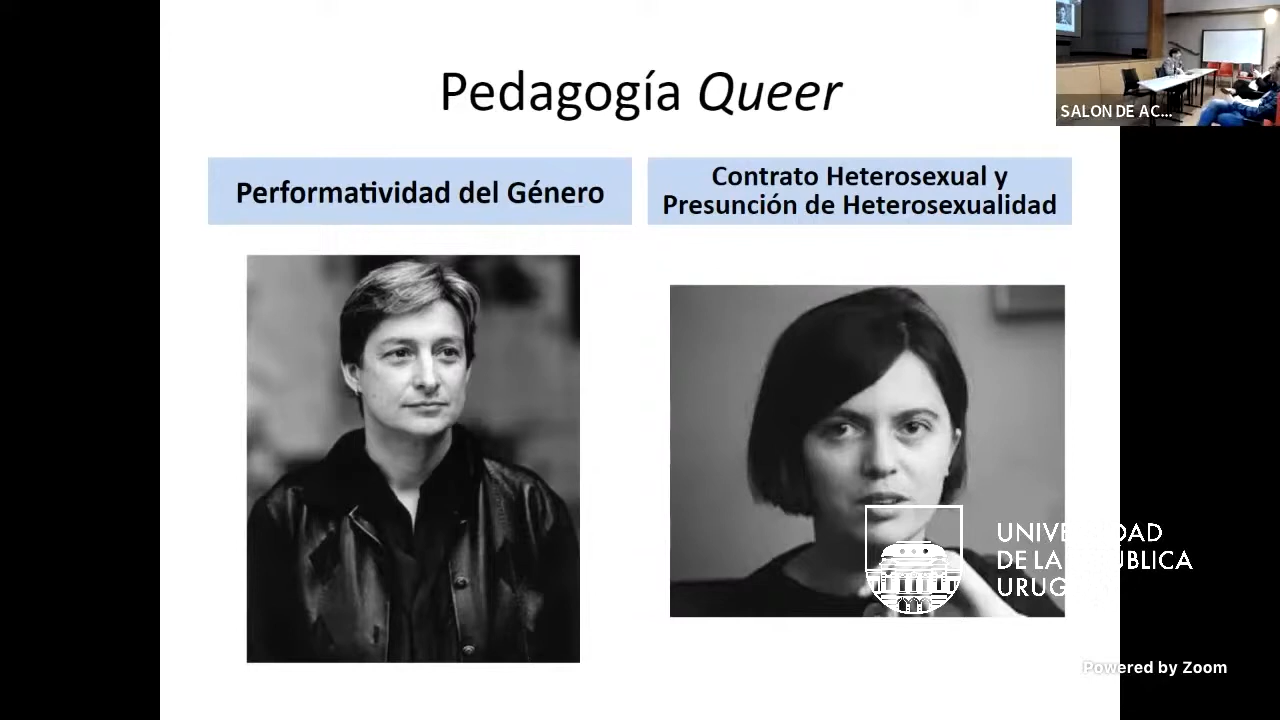 Pedagogía Queer
SALON DE AC...
Performatividad del Género
Contrato Heterosexual y
Presunción de Heterosexualidad
UNIVERSIDAD
DE LA REPÚBLICA
URUGUAY
Powered by Zoom